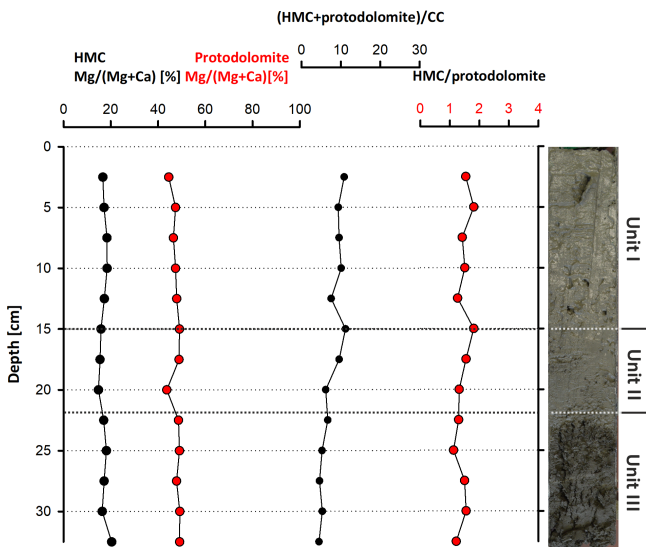 (HMC+protodolomite)/CC
0 10 20 30
HMC
Mg/(Mg+Ca) [%]
Protodolomite
Mg/(Mg+Ca)[%]
HMC/protodolomite
0 20 40 60 80 100
0 1 2 3 4
Depth [cm]
0
5
10
15
20
25
30
Unit I
Unit II
Unit III